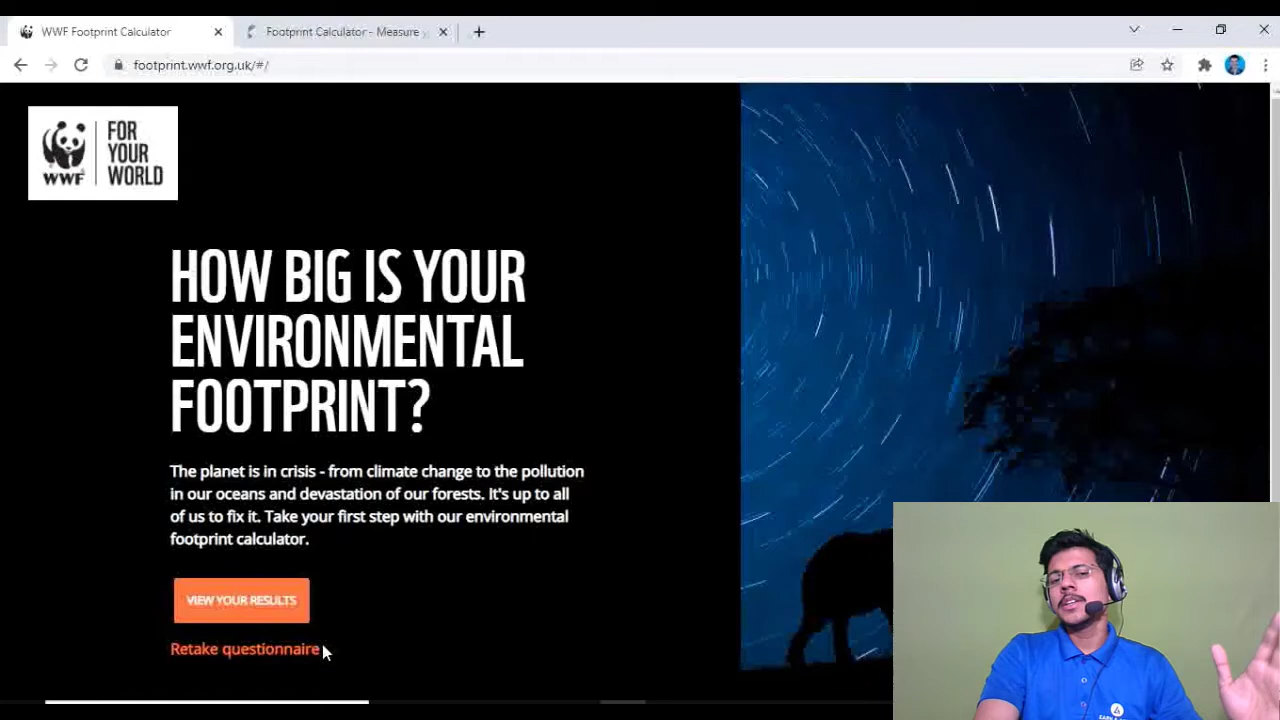 WWF Footprint Calculator
Footprint Calculator - Measure
footprint.wwf.org.uk/#/
WWF
FOR
YOUR
WORLD
HOW BIG IS YOUR
ENVIRONMENTAL
FOOTPRINT?
The planet is in crisis - from climate change to the pollution
in our oceans and devastation of our forests. It's up to all
of us to fix it. Take your first step with our environmental
footprint calculator.
VIEW YOUR RESULTS
Retake questionnaire